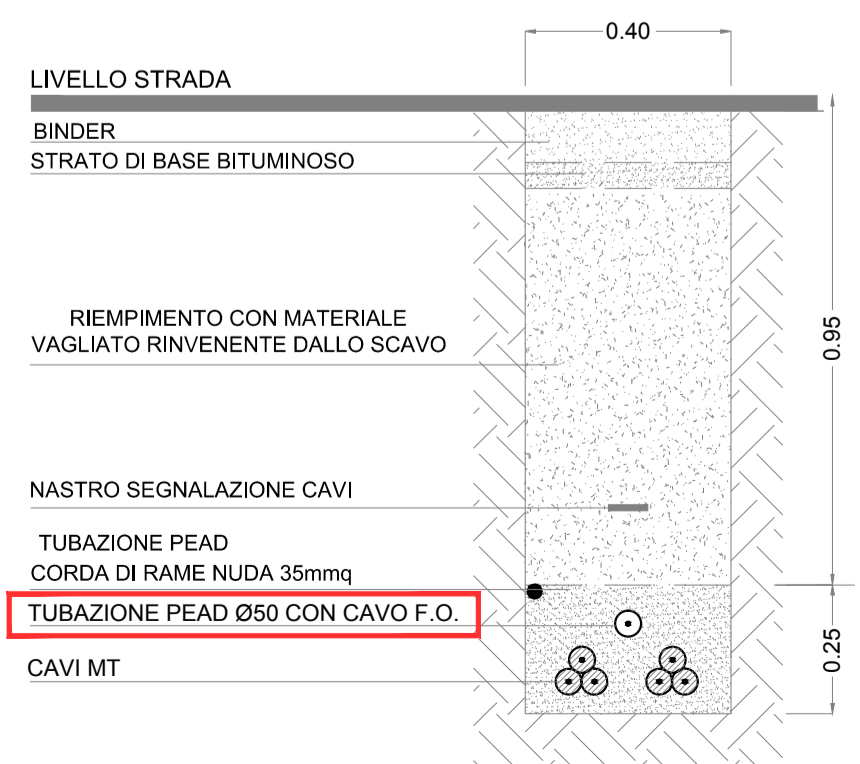 0.40
LIVELLO STRADA
BINDER
STRATO DI BASE BITUMINOSO
RIEMPIMENTO CON MATERIALE
VAGLIATO RINVENENTE DALLO SCAVO
0.95
NASTRO SEGNALAZIONE CAVI
TUBAZIONE PEAD
CORDA DI RAME NUDA 35mmq
TUBAZIONE PEAD Ø50 CON CAVO F.O.
CAVI MT
0.25